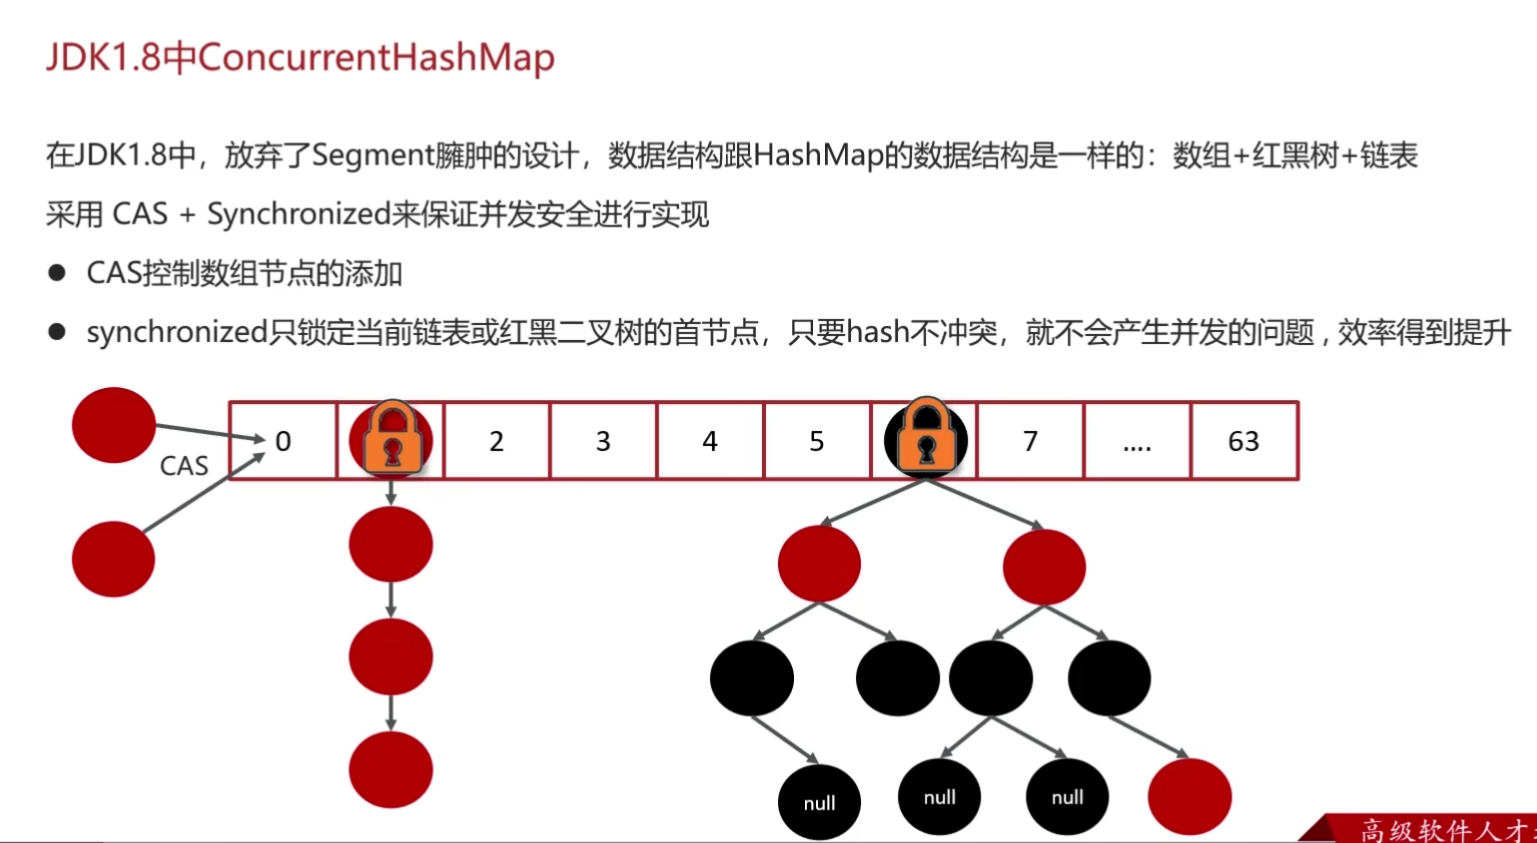 JDK1.8中ConcurrentHashMap
在JDK1.8中，放弃了Segment臃肿的设计，数据结构跟HashMap的数据结构是一样的：数组+红黑树+链表
采用 CAS + Synchronized来保证并发安全进行实现
● CAS控制数组节点的添加
● synchronized只锁定当前链表或红黑二叉树的首节点，只要hash不冲突，就不会产生并发的问题 , 效率得到提升
0 2 3 4 5 7 .... 63
CAS
null null null
高级软件人才